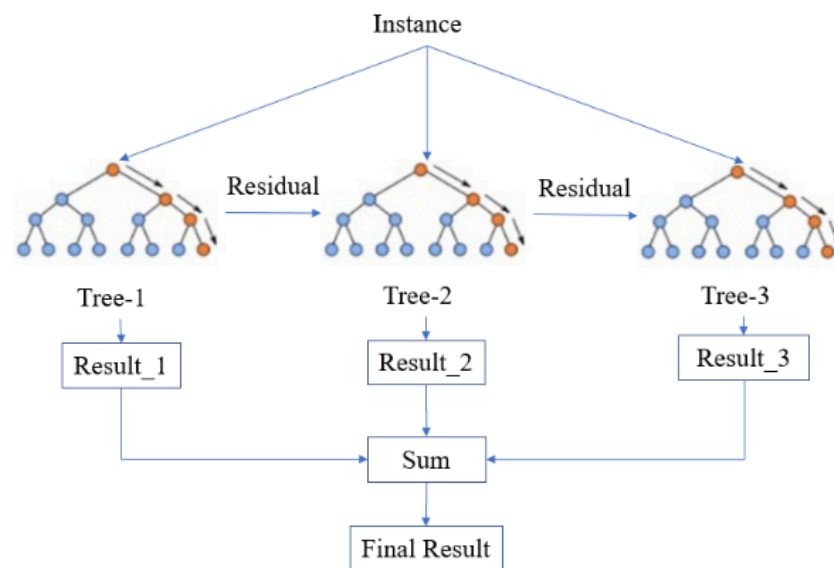 Instance
Residual
Residual
Tree-1
Tree-2
Tree-3
Result_1
Result_2
Result_3
Sum
Final Result